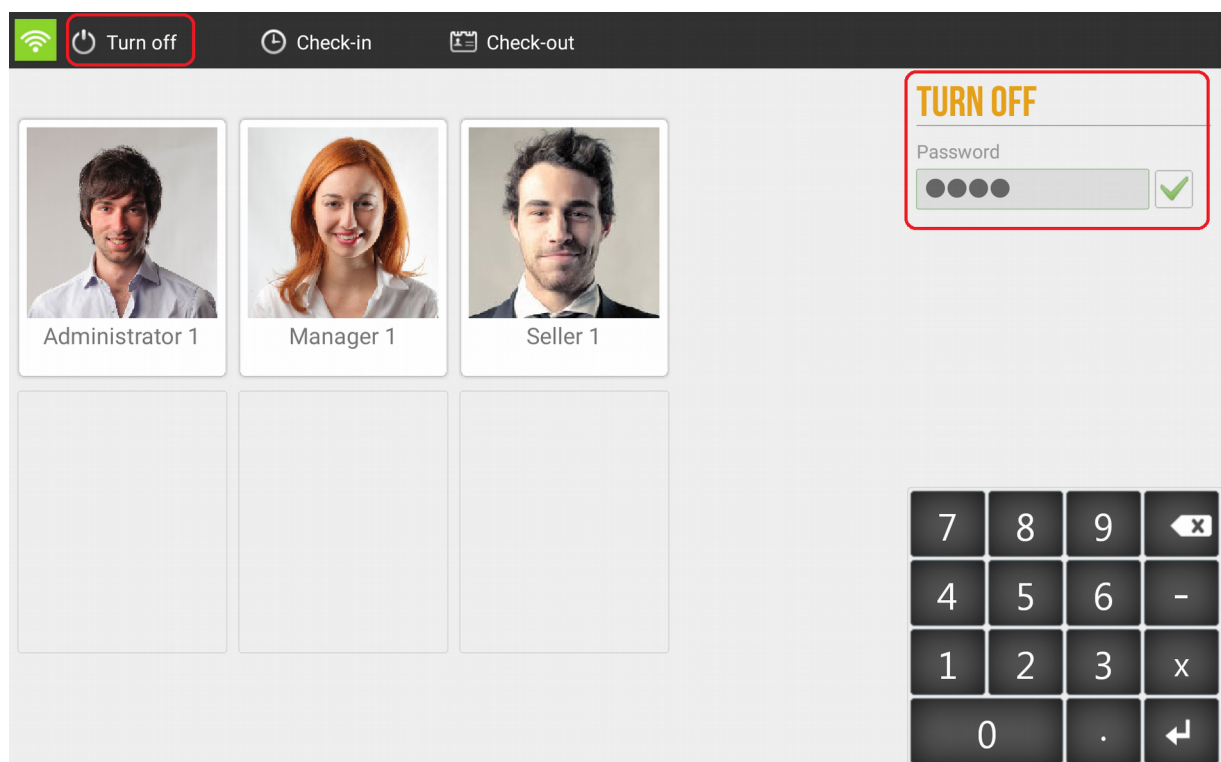 Turn off Check-in Check-out
TURN OFF
Password
Administrator 1 Manager 1 Seller 1
7 8 9 x
4 5 6 -
1 2 3 x
0 .